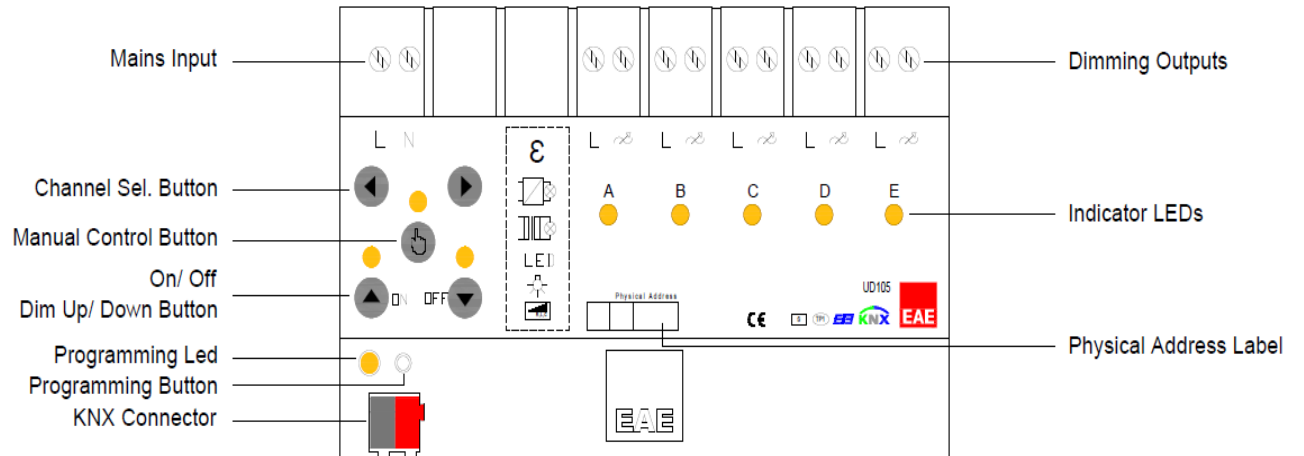 Mains Input
Dimming Outputs
L N
L
L
L
L
L
ε
Channel Sel. Button
A
B
C
D
E
Indicator LEDs
Manual Control Button
LED
On/ Off
Dim Up/ Down Button
ON
OFF
Physical Address
UD105
CE
S
TP1
KNX
EAE
Programming Led
Physical Address Label
Programming Button
KNX Connector
EAE